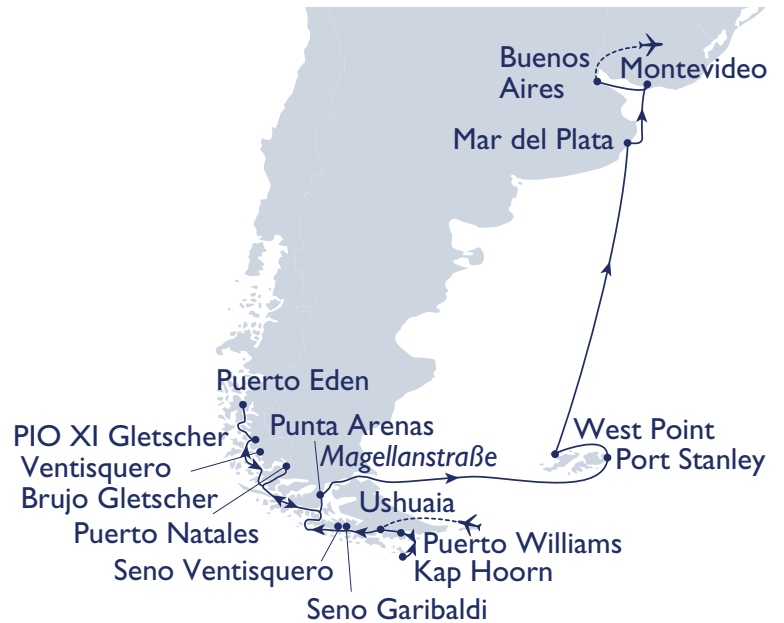 Buenos
Aires
Montevideo
Mar del Plata
Puerto Eden
Punta Arenas
PIO XI Gletscher
Magellanstraße
West Point
Port Stanley
Ventisquero
Brujo Gletscher
Ushuaia
Puerto Natales
Puerto Williams
Seno Ventisquero
Kap Hoorn
Seno Garibaldi